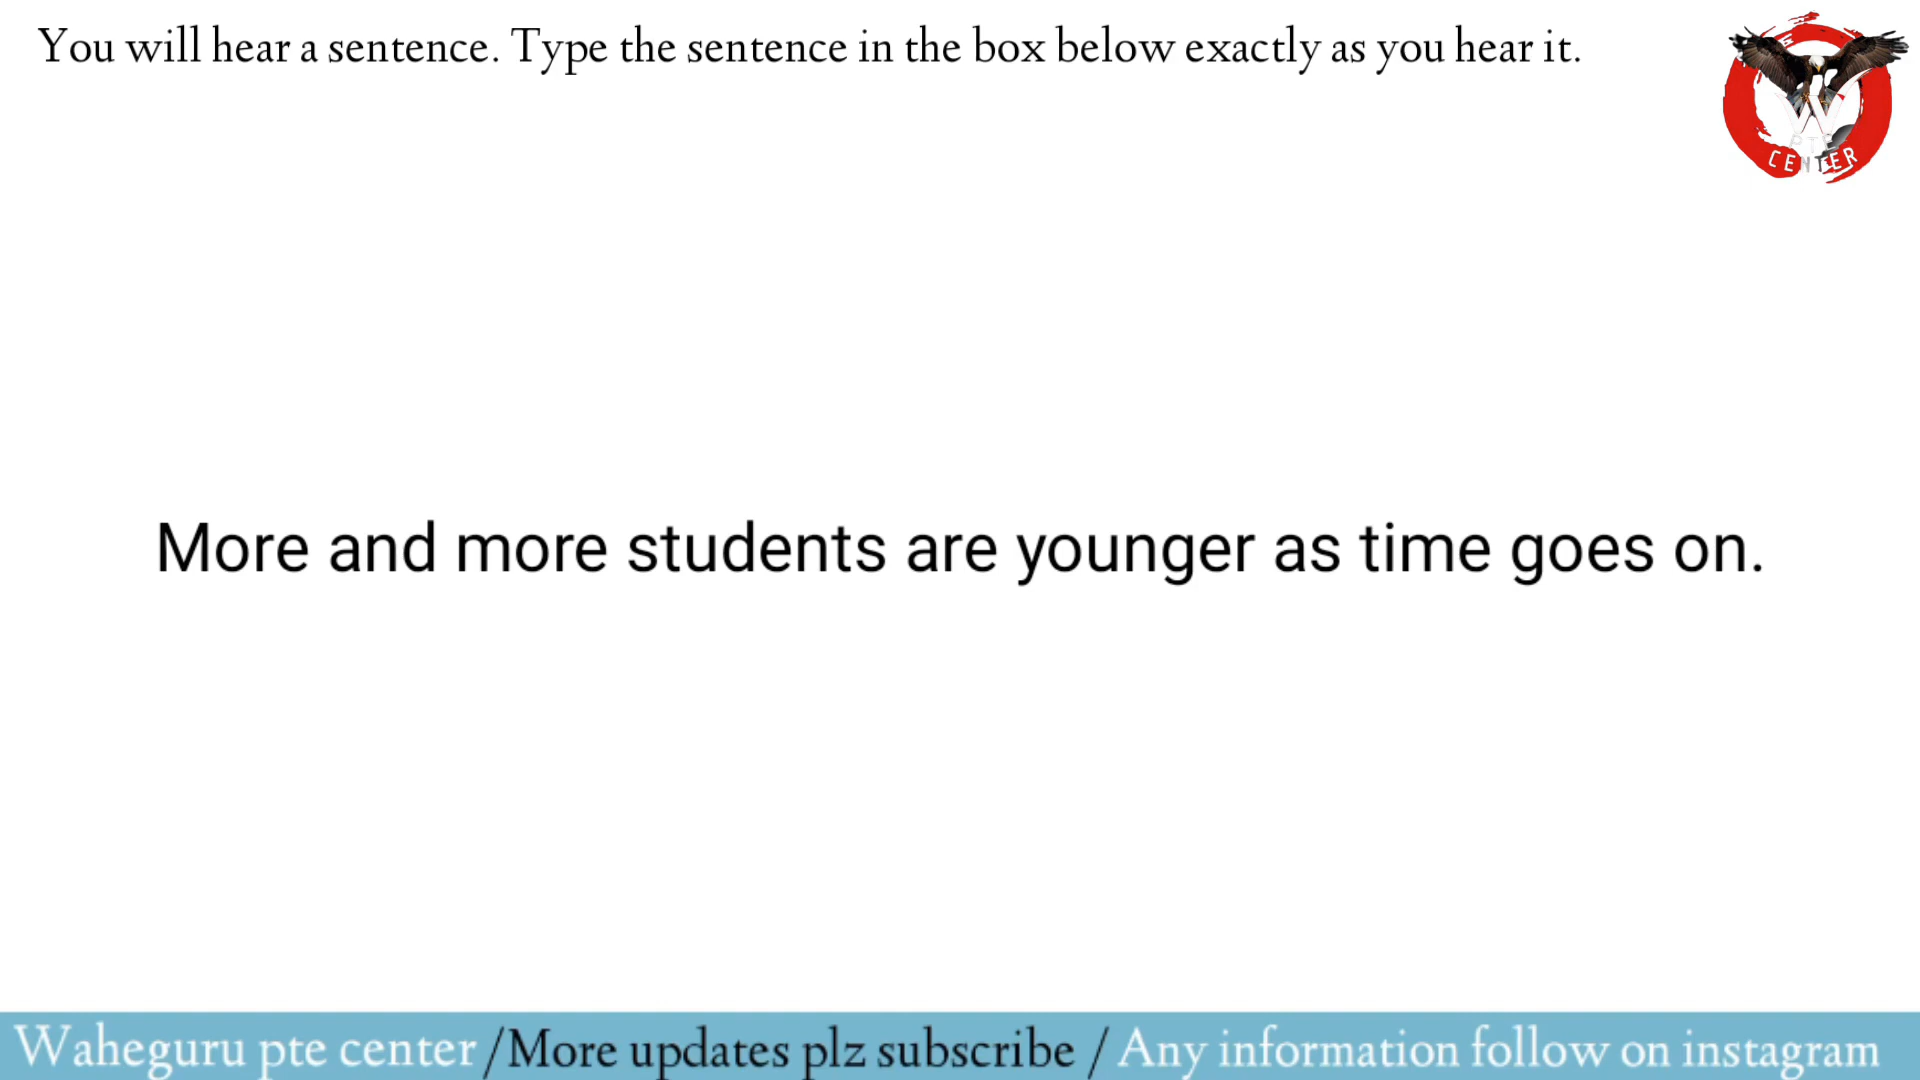 You will hear a sentence. Type the sentence in the box below exactly as you hear it.
W
PTE
CENTER
More and more students are younger as time goes on.
Waheguru pte center /More updates plz subscribe / Any information follow on instagram